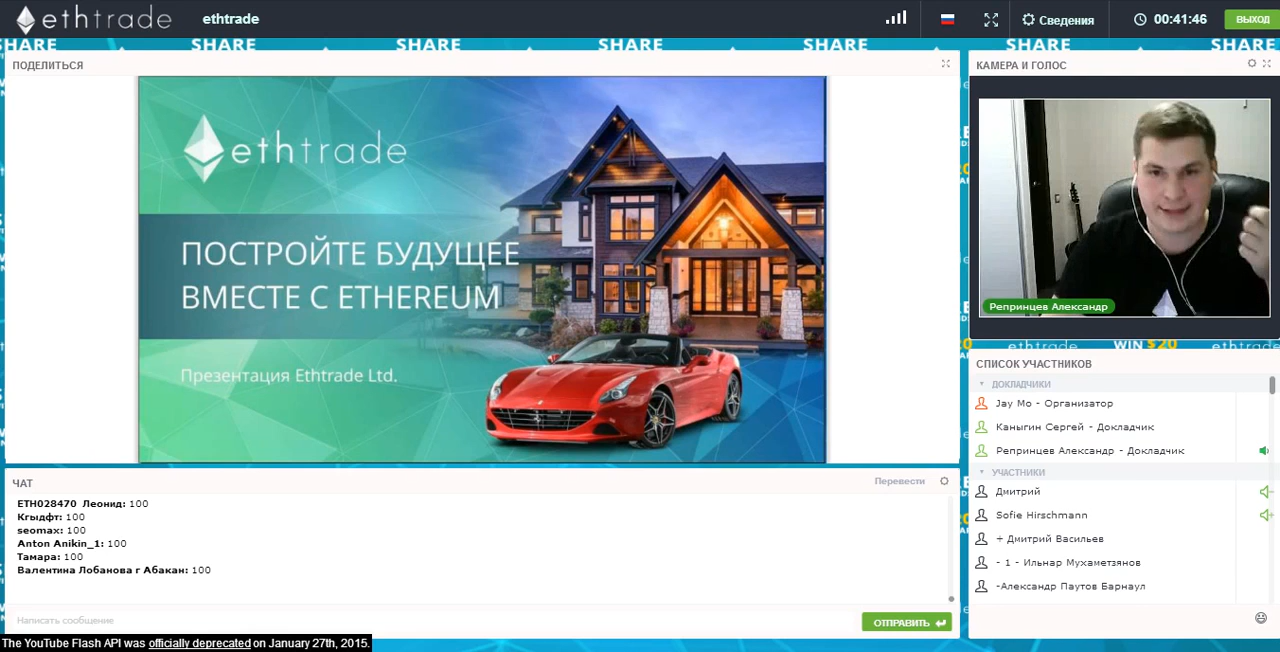 ethtrade
ethtrade
Сведения
00:41:46
ВЫХОД
SHARE SHARE SHARE SHARE SHARE SHARE SHARE
ПОДЕЛИТЬСЯ
ethtrade
ПОСТРОЙТЕ БУДУЩЕЕ
ВМЕСТЕ С ETHEREUM
Презентация Ethtrade Ltd.
КАМЕРА И ГОЛОС
Репринцев Александр
ethtrade WIN $20 ethtrade
СПИСОК УЧАСТНИКОВ
ДОКЛАДЧИКИ
Jay Mo - Организатор
Каныгин Сергей - Докладчик
Репринцев Александр - Докладчик
УЧАСТНИКИ
Дмитрий
Sofie Hirschmann
+ Дмитрий Васильев
- 1 - Ильнар Мухаметзянов
-Александр Паутов Барнаул
ЧАТ
Перевести
ETH028470 Леонид: 100
Кгыдфт: 100
seomax: 100
Anton Anikin_1: 100
Тамара: 100
Валентина Лобанова г Абакан: 100
Написать сообщение
ОТПРАВИТЬ
The YouTube Flash API was officially deprecated on January 27th, 2015.